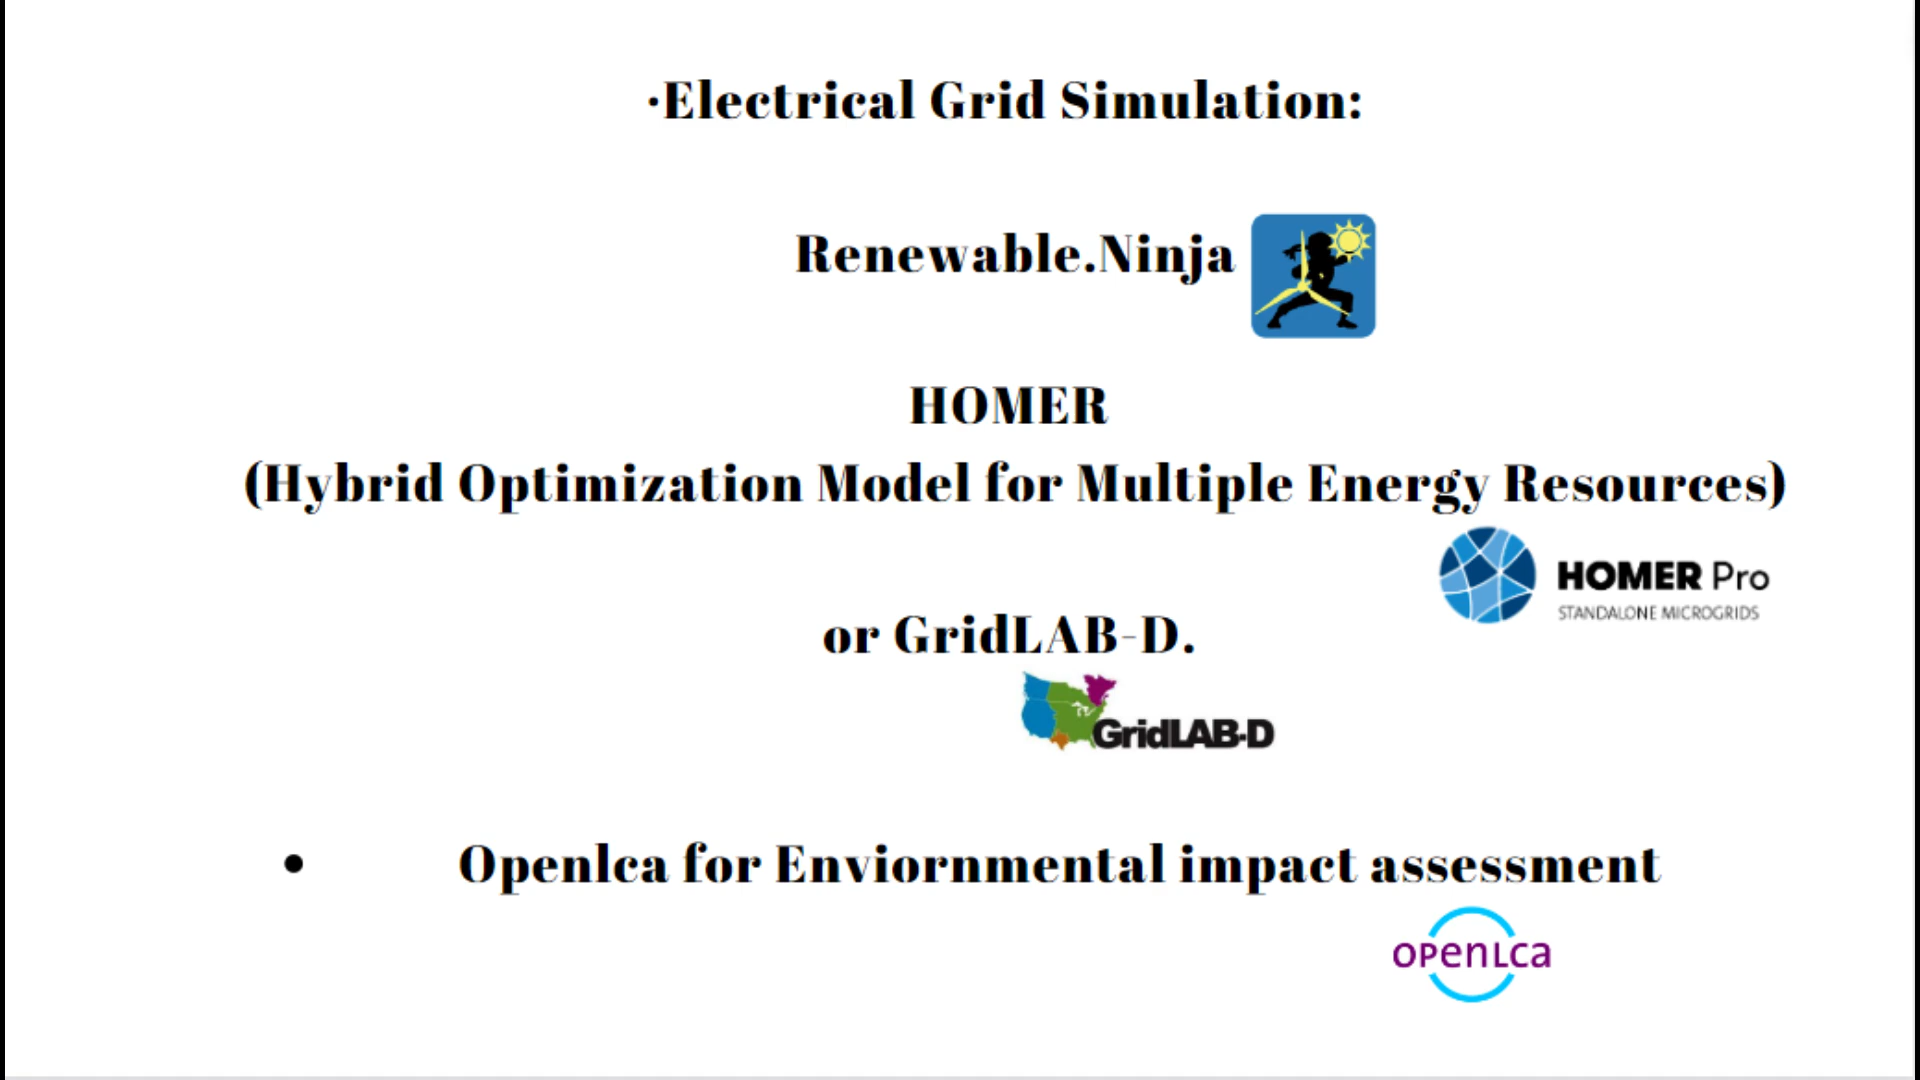 ·Electrical Grid Simulation:
Renewable.Ninja
HOMER
(Hybrid Optimization Model for Multiple Energy Resources)
HOMER Pro
STANDALONE MICROGRIDS
or GridLAB-D.
GridLAB-D
• Openlca for Enviornmental impact assessment
openLca